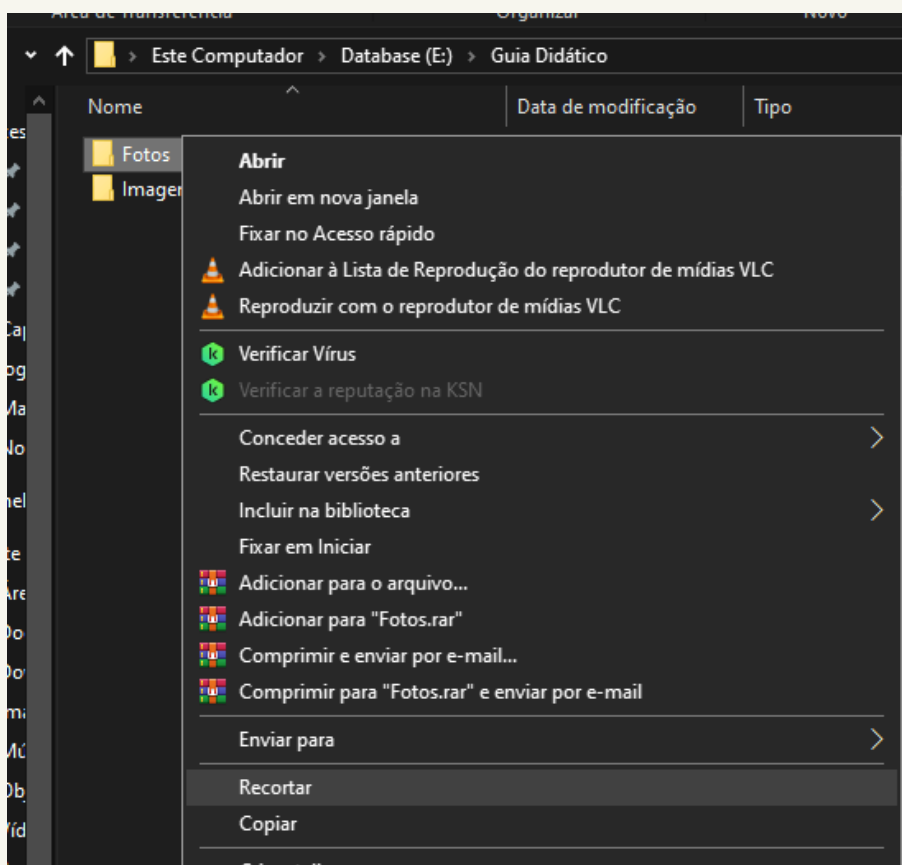 Este Computador > Database (E:) > Guia Didático
Nome Data de modificação Tipo
Fotos
Abrir
Abrir em nova janela
Fixar no Acesso rápido
Adicionar à Lista de Reprodução do reprodutor de mídias VLC
Reproduzir com o reprodutor de mídias VLC
Verificar Vírus
Verificar a reputação na KSN
Conceder acesso a
Restaurar versões anteriores
Incluir na biblioteca
Fixar em Iniciar
Adicionar para o arquivo...
Adicionar para "Fotos.rar"
Comprimir e enviar por e-mail...
Comprimir para "Fotos.rar" e enviar por e-mail
Enviar para
Recortar
Copiar